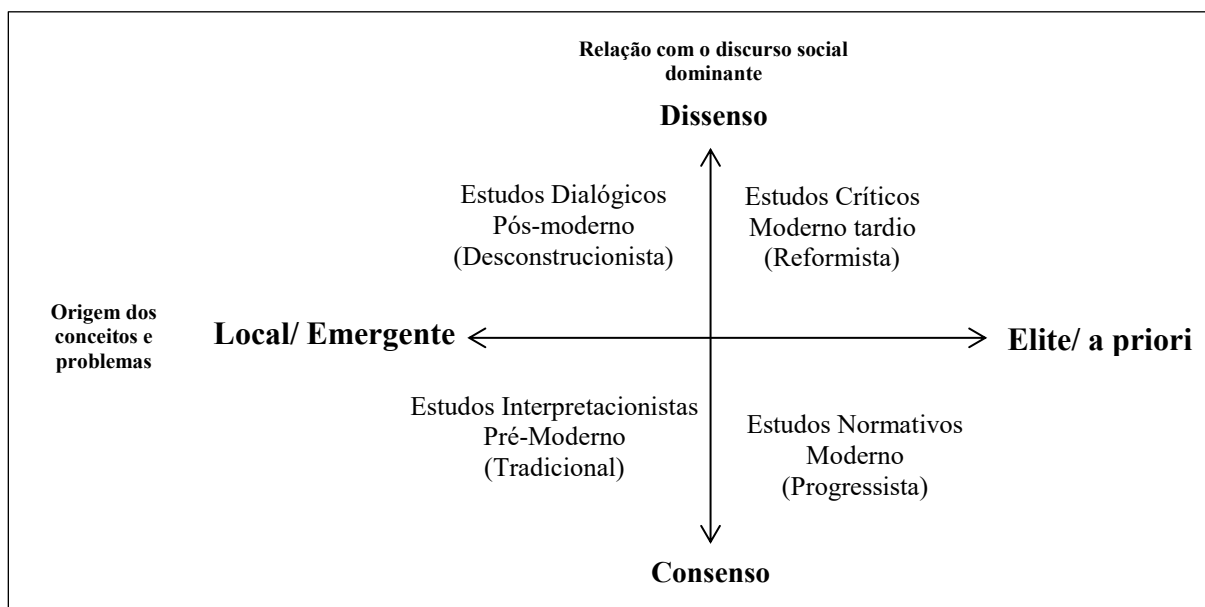 Relação com o discurso social
dominante
Dissenso
Estudos Dialógicos
Pós-moderno
(Desconstrucionista)
Estudos Críticos
Moderno tardio
(Reformista)
Origem dos
conceitos e
problemas
Local/ Emergente
Elite/ a priori
Estudos Interpretacionistas
Pré-Moderno
(Tradicional)
Estudos Normativos
Moderno
(Progressista)
Consenso